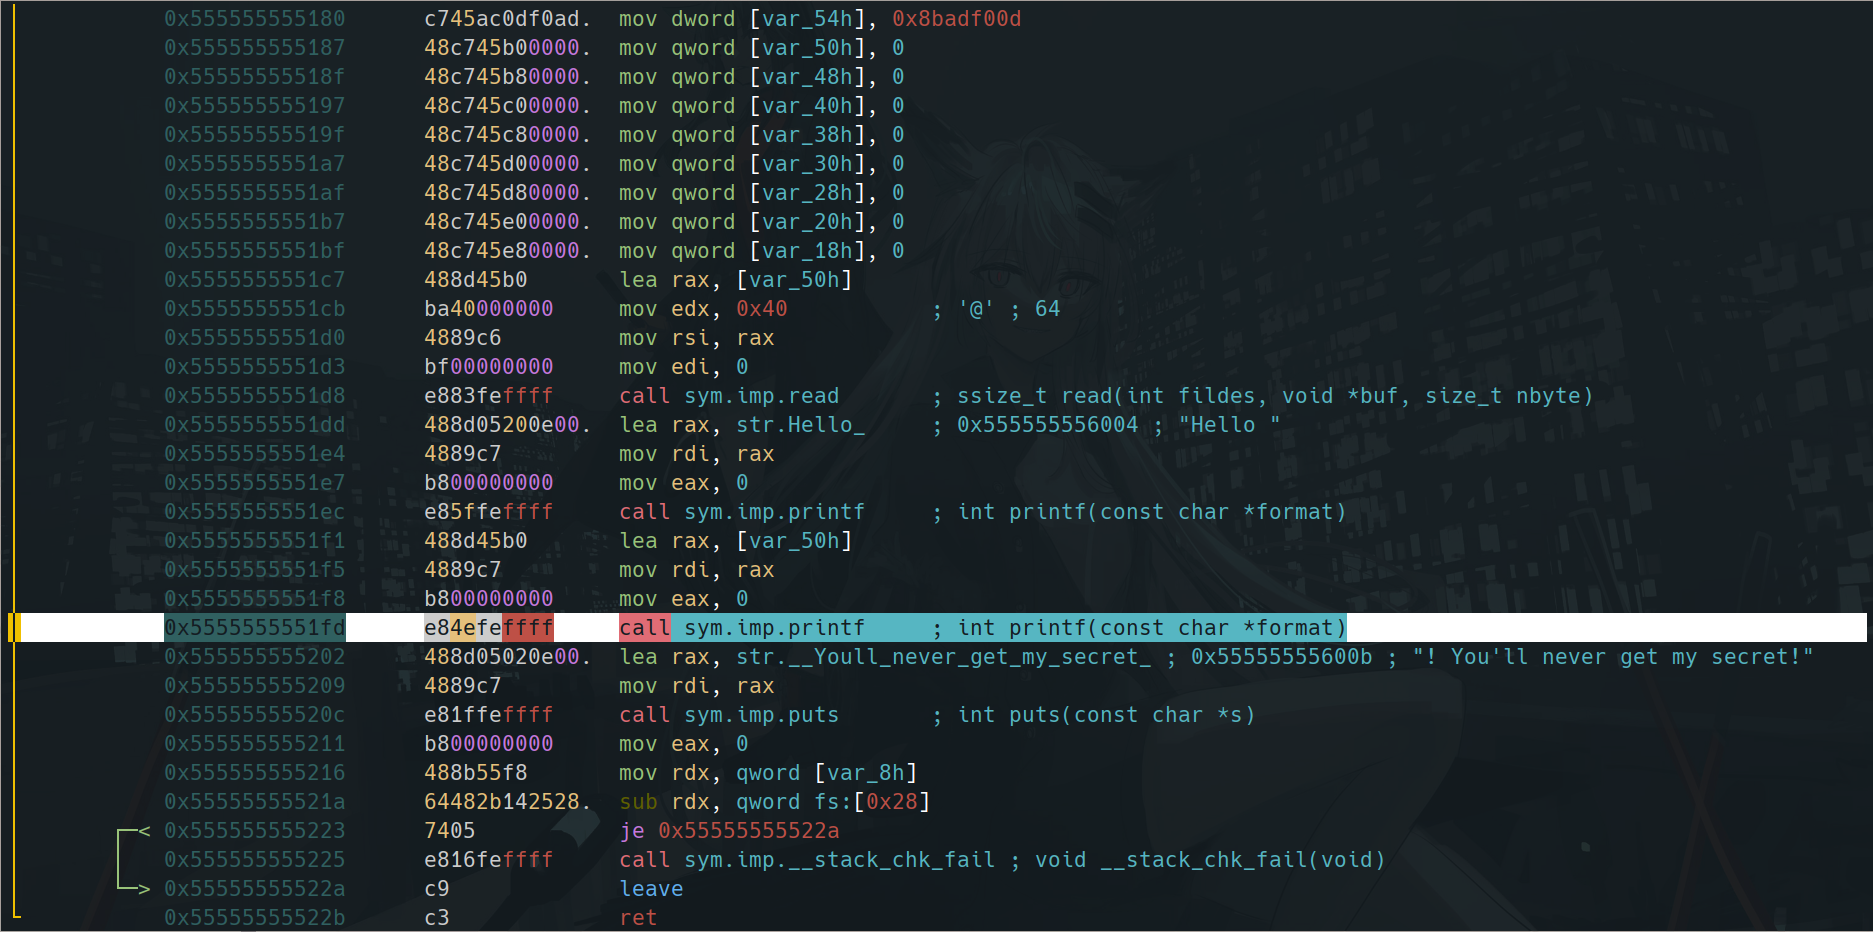 0x555555555180 c745ac0df0ad. mov dword [var_54h], 0x8badf00d
0x555555555187 48c745b00000. mov qword [var_50h], 0
0x55555555518f 48c745b80000. mov qword [var_48h], 0
0x555555555197 48c745c00000. mov qword [var_40h], 0
0x55555555519f 48c745c80000. mov qword [var_38h], 0
0x5555555551a7 48c745d00000. mov qword [var_30h], 0
0x5555555551af 48c745d80000. mov qword [var_28h], 0
0x5555555551b7 48c745e00000. mov qword [var_20h], 0
0x5555555551bf 48c745e80000. mov qword [var_18h], 0
0x5555555551c7 488d45b0 lea rax, [var_50h]
0x5555555551cb ba40000000 mov edx, 0x40 ; '@' ; 64
0x5555555551d0 4889c6 mov rsi, rax
0x5555555551d3 bf00000000 mov edi, 0
0x5555555551d8 e883feffff call sym.imp.read ; ssize_t read(int fildes, void *buf, size_t nbyte)
0x5555555551dd 488d05200e00. lea rax, str.Hello_ ; 0x555555556004 ; "Hello "
0x5555555551e4 4889c7 mov rdi, rax
0x5555555551e7 b800000000 mov eax, 0
0x5555555551ec e85ffeffff call sym.imp.printf ; int printf(const char *format)
0x5555555551f1 488d45b0 lea rax, [var_50h]
0x5555555551f5 4889c7 mov rdi, rax
0x5555555551f8 b800000000 mov eax, 0
0x5555555551fd e84efeffff call sym.imp.printf ; int printf(const char *format)
0x555555555202 488d05020e00. lea rax, str.__Youll_never_get_my_secret_ ; 0x55555555600b ; "! You'll never get my secret!"
0x555555555209 4889c7 mov rdi, rax
0x55555555520c e81ffeffff call sym.imp.puts ; int puts(const char *s)
0x555555555211 b800000000 mov eax, 0
0x555555555216 488b55f8 mov rdx, qword [var_8h]
0x55555555521a 64482b142528. sub rdx, qword fs:[0x28]
< 0x555555555223 7405 je 0x55555555522a
0x555555555225 e816feffff call sym.imp.__stack_chk_fail ; void __stack_chk_fail(void)
> 0x55555555522a c9 leave
0x55555555522b c3 ret